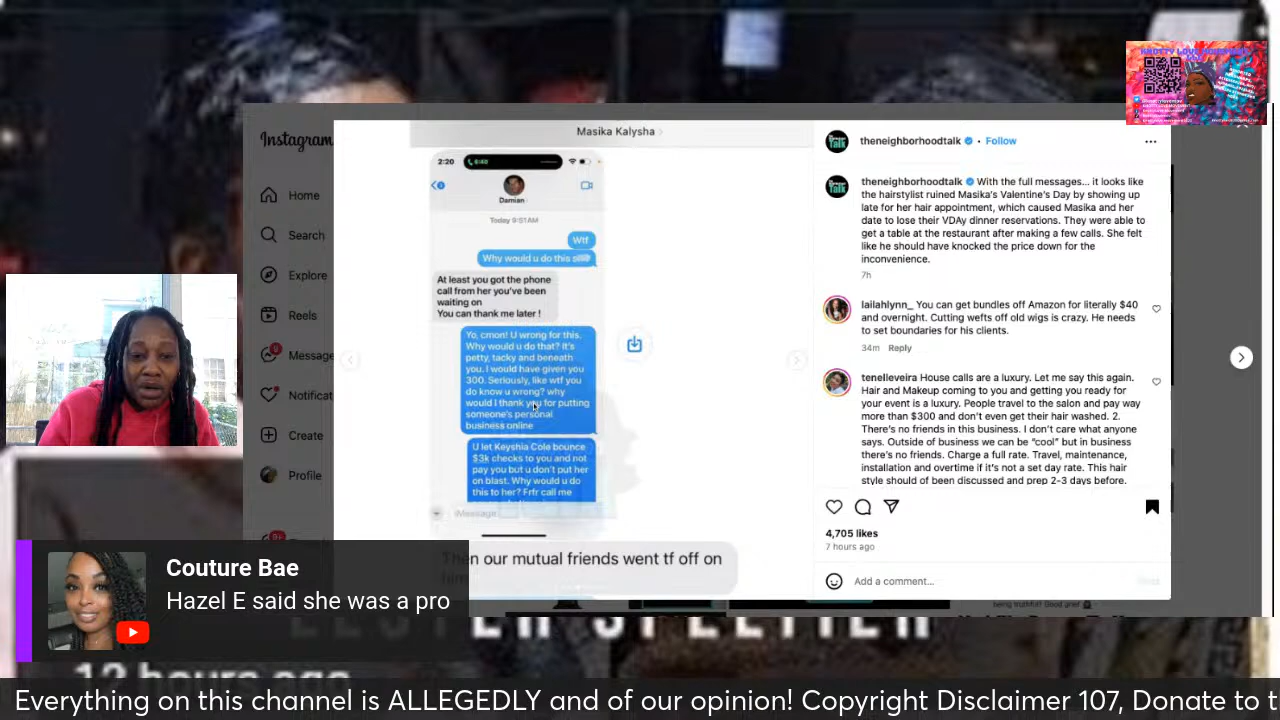 KNOTTY LOVE MOVEMENT
Instagram
Home
Search
Explore
Reels
Message
Notificat
Create
Profile
Masika Kalysha
2:20
6:40
Damian
Today 9:51AM
Wtf
Why would u do this
At least you got the phone
call from her you've been
waiting on
You can thank me later !
Yo, cmon! U wrong for this.
Why would u do that? It's
petty, tacky and beneath
you. I would have given you
300. Seriously, like wtf you
do know u wrong? why
would I thank you for putting
someone's personal
business online
U let Keyshia Cole bounce
$3k checks to you and not
pay you but u don't put her
on blast. Why would u do
this to her? Frfr call me
iMessage
Then our mutual friends went tf off on
theneighborhoodtalk • Follow
theneighborhoodtalk With the full messages... it looks like
the hairstylist ruined Masika's Valentine's Day by showing up
late for her hair appointment, which caused Masika and her
date to lose their VDAy dinner reservations. They were able to
get a table at the restaurant after making a few calls. She felt
like he should have knocked the price down for the
inconvenience.
7h
lailahlynn_ You can get bundles off Amazon for literally $40
and overnight. Cutting wefts off old wigs is crazy. He needs
to set boundaries for his clients.
34m Reply
tenelleveira House calls are a luxury. Let me say this again.
Hair and Makeup coming to you and getting you ready for
your event is a luxury. People travel to the salon and pay way
more than $300 and don't even get their hair washed. 2.
There's no friends in this business. I don't care what anyone
says. Outside of business we can be "cool" but in business
there's no friends. Charge a full rate. Travel, maintenance,
installation and overtime if it's not a set day rate. This hair
style should of been discussed and prep 2-3 days before.
4,705 likes
7 hours ago
Add a comment...
being truthful! Good grief
Couture Bae
Hazel E said she was a pro
12 hours ago
Everything on this channel is ALLEGEDLY and of our opinion! Copyright Disclaimer 107, Donate to t